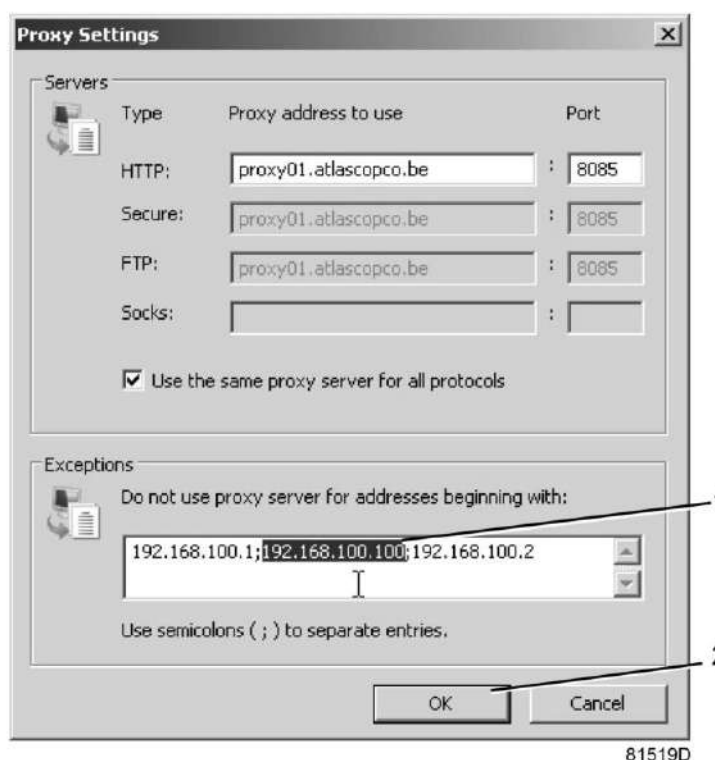 Proxy Settings
Servers
Type Proxy address to use Port
HTTP: proxy01.atlascopco.be : 8085
Secure: proxy01.atlascopco.be : 8085
FTP: proxy01.atlascopco.be : 8085
Socks: :
Use the same proxy server for all protocols
Exceptions
Do not use proxy server for addresses beginning with:
192.168.100.1;192.168.100.100;192.168.100.2
Use semicolons ( ; ) to separate entries.
OK Cancel
81519D